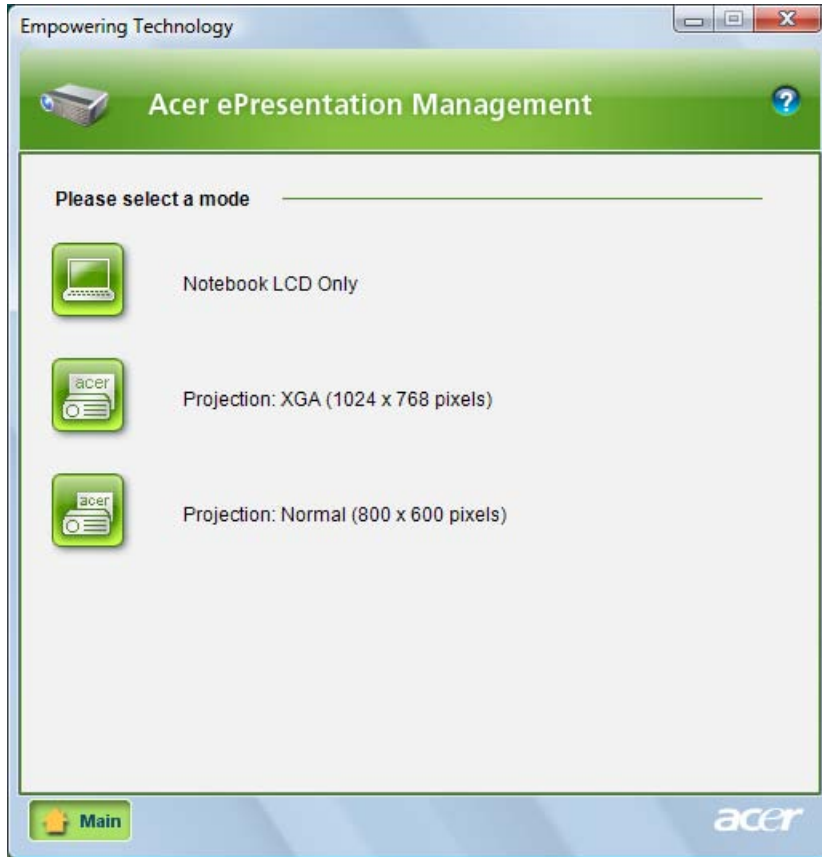 Empowering Technology
Acer ePresentation Management
?
Please select a mode
Notebook LCD Only
acer
Projection: XGA (1024 x 768 pixels)
acer
Projection: Normal (800 x 600 pixels)
Main
acer